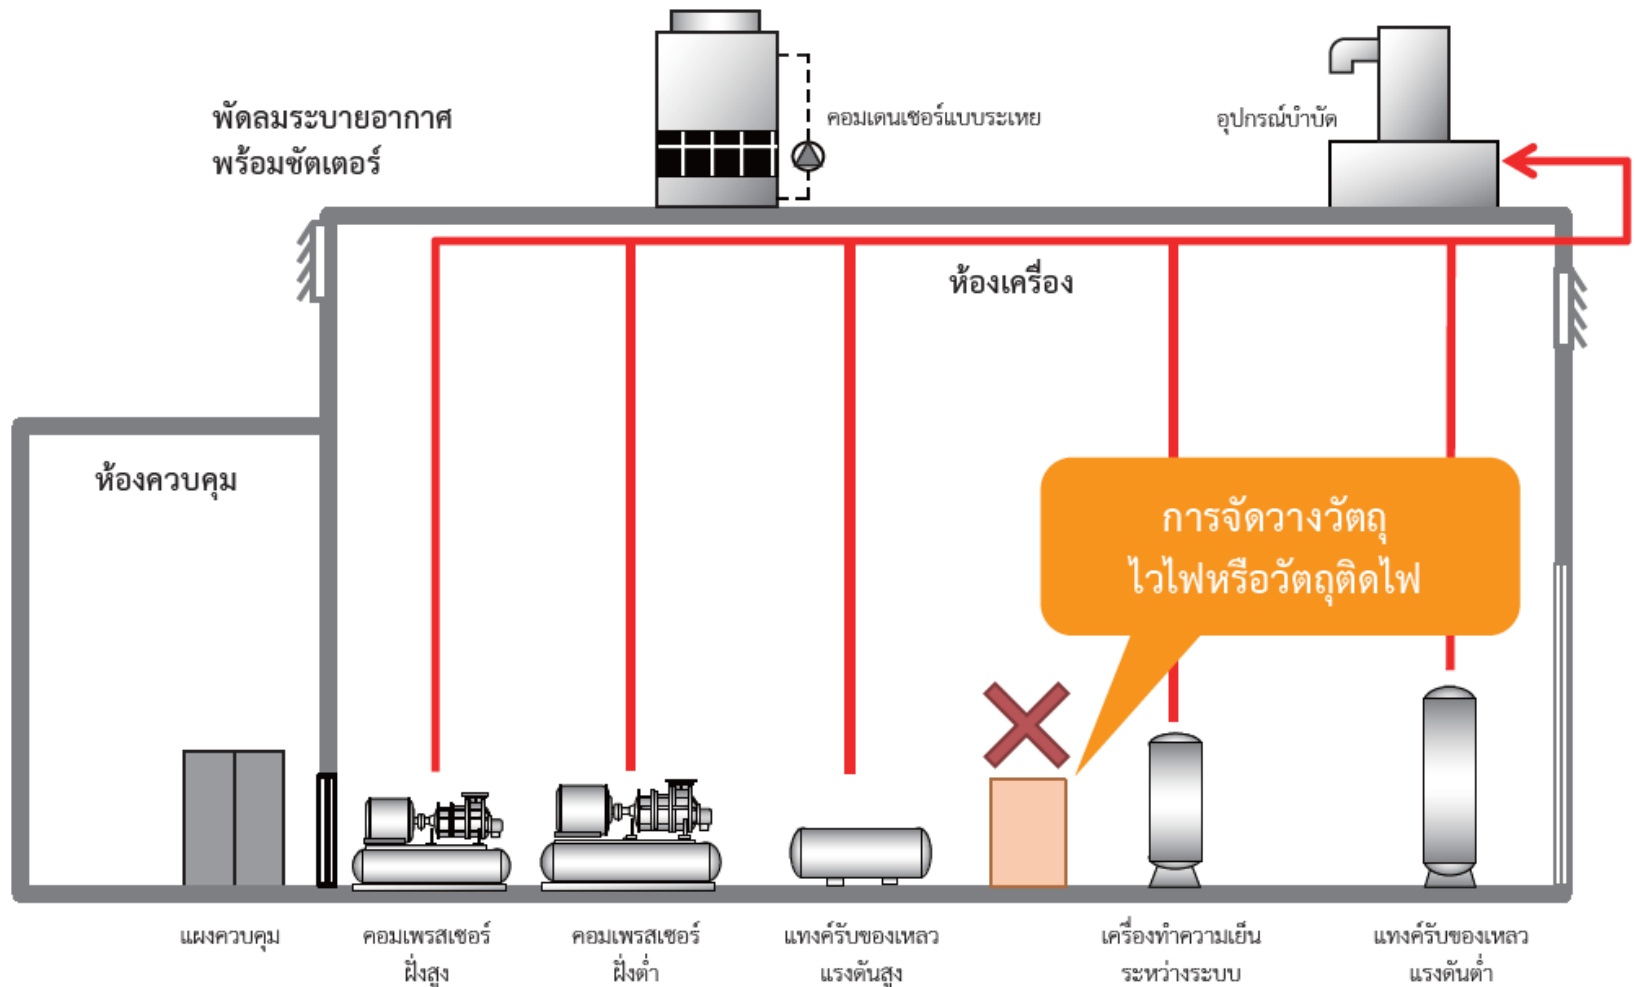 พัดลมระบายอากาศ
พร้อมชัตเตอร์
คอมเดนเซอร์แบบระเหย
อุปกรณ์บำบัด
ห้องเครื่อง
ห้องควบคุม
การจัดวางวัตถุ
ไวไฟหรือวัตถุติดไฟ
แผงควบคุม
คอมเพรสเซอร์
ฝั่งสูง
คอมเพรสเซอร์
ฝั่งต่ำ
แทงค์รับของเหลว
แรงดันสูง
เครื่องทำความเย็น
ระหว่างระบบ
แทงค์รับของเหลว
แรงดันต่ำ